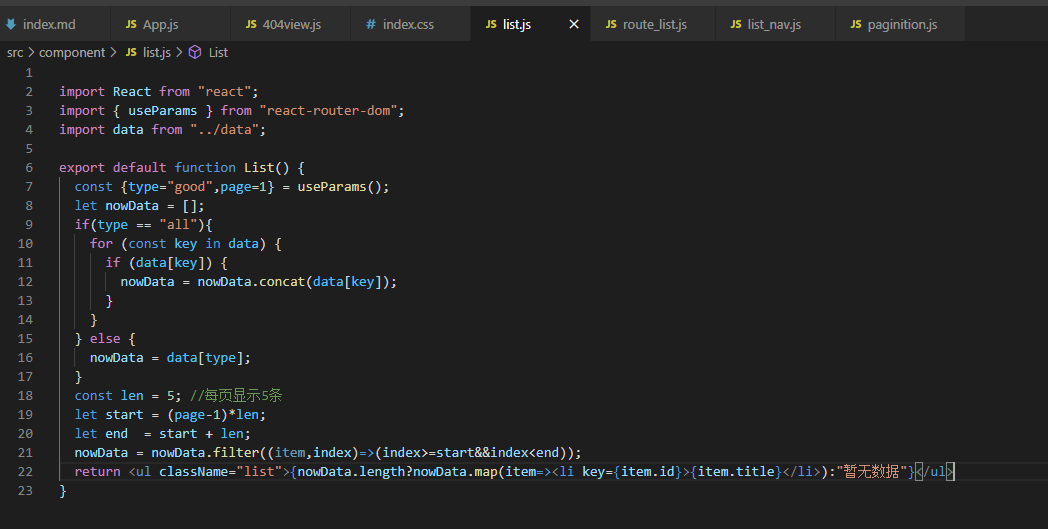 index.md JS App.js JS 404view.js # index.css JS list.js × JS route_list.js JS list_nav.js JS paginition.js
src > component > JS list.js > List
1
2 import React from "react";
3 import { useParams } from "react-router-dom";
4 import data from "../data";
5
6 export default function List() {
7 const {type="good",page=1} = useParams();
8 let nowData = [];
9 if(type == "all"){
10 for (const key in data) {
11 if (data[key]) {
12 nowData = nowData.concat(data[key]);
13 }
14 }
15 } else {
16 nowData = data[type];
17 }
18 const len = 5; //每页显示5条
19 let start = (page-1)*len;
20 let end  = start + len;
21 nowData = nowData.filter((item,index)=>(index>=start&&index<end));
22 return <ul className="list">{nowData.length?nowData.map(item=><li key={item.id}>{item.title}</li>):"暂无数据"}</ul>
23 }